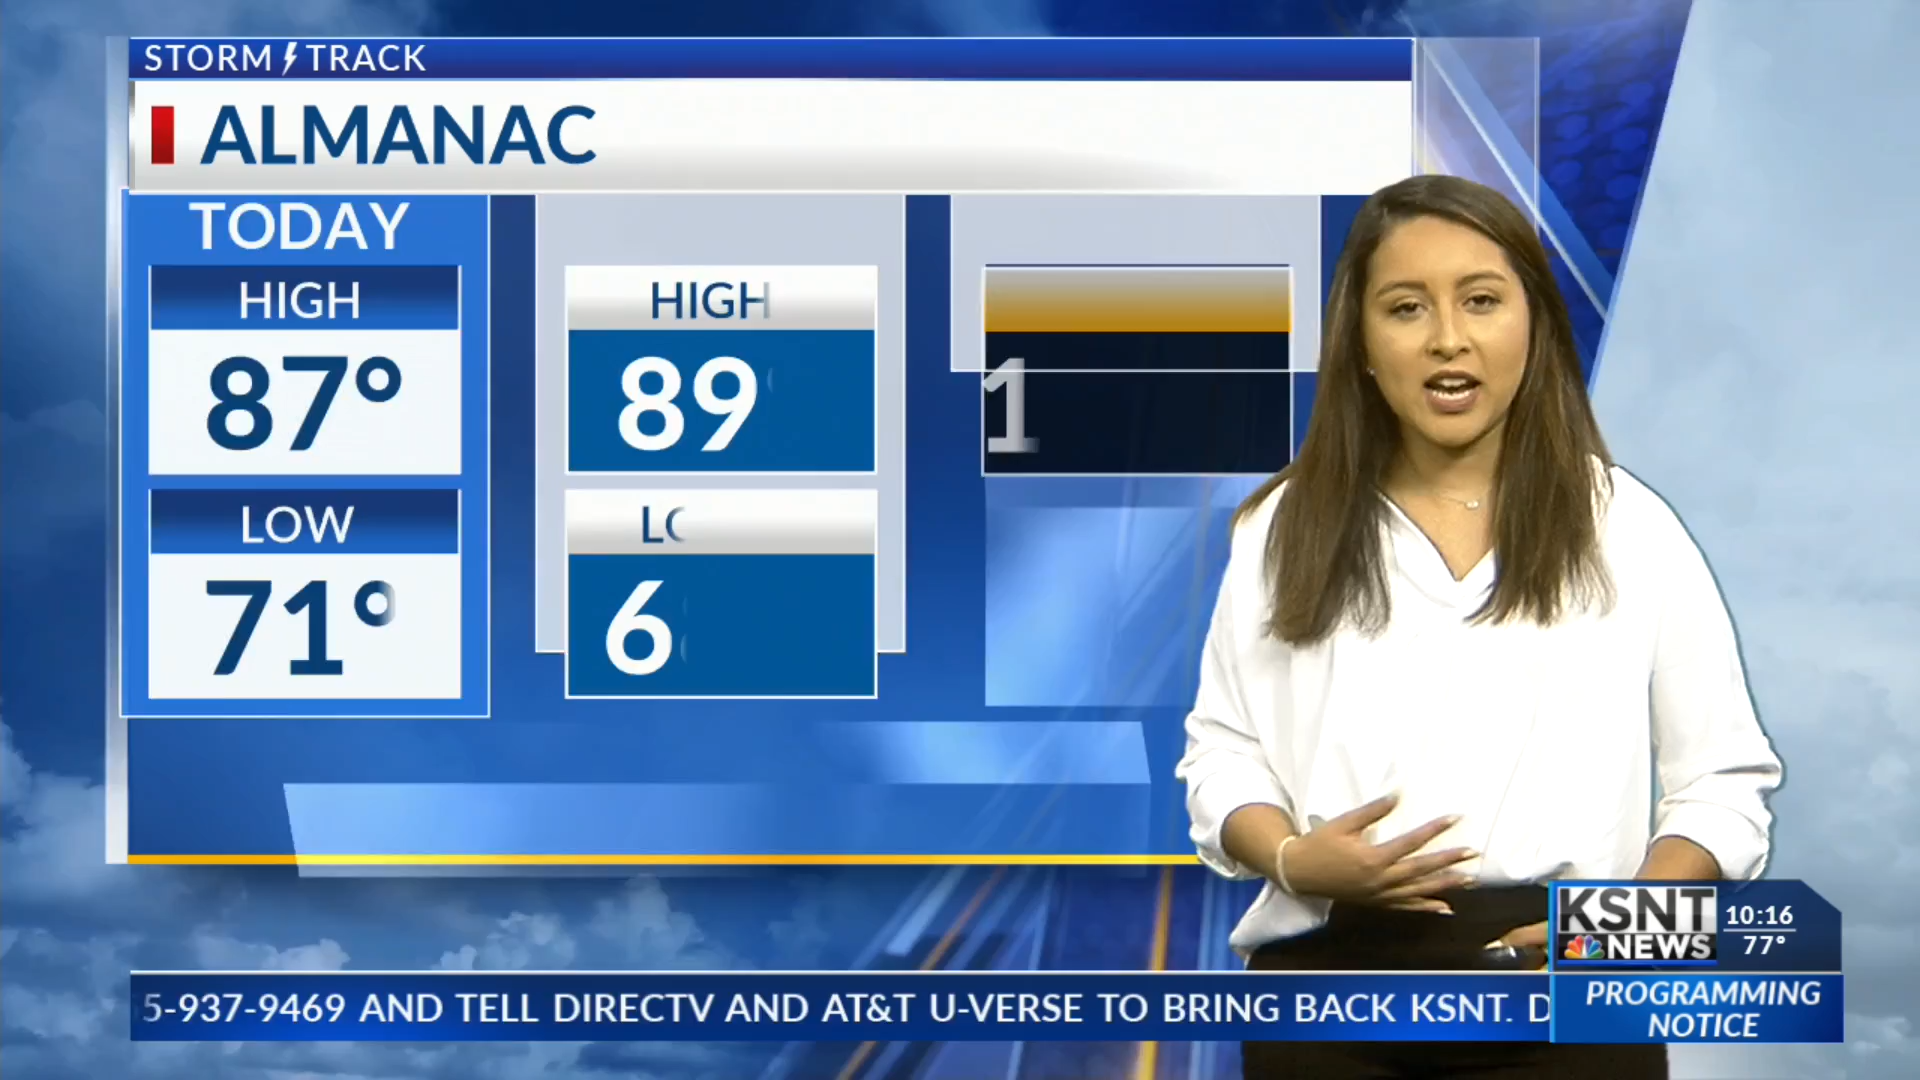 STORM TRACK
ALMANAC
TODAY
HIGH
87°
LOW
71°
HIGH
89
6
1
KSNT
NEWS
10:16
77°
5-937-9469 AND TELL DIRECTV AND AT&T U-VERSE TO BRING BACK KSNT. D
PROGRAMMING
NOTICE